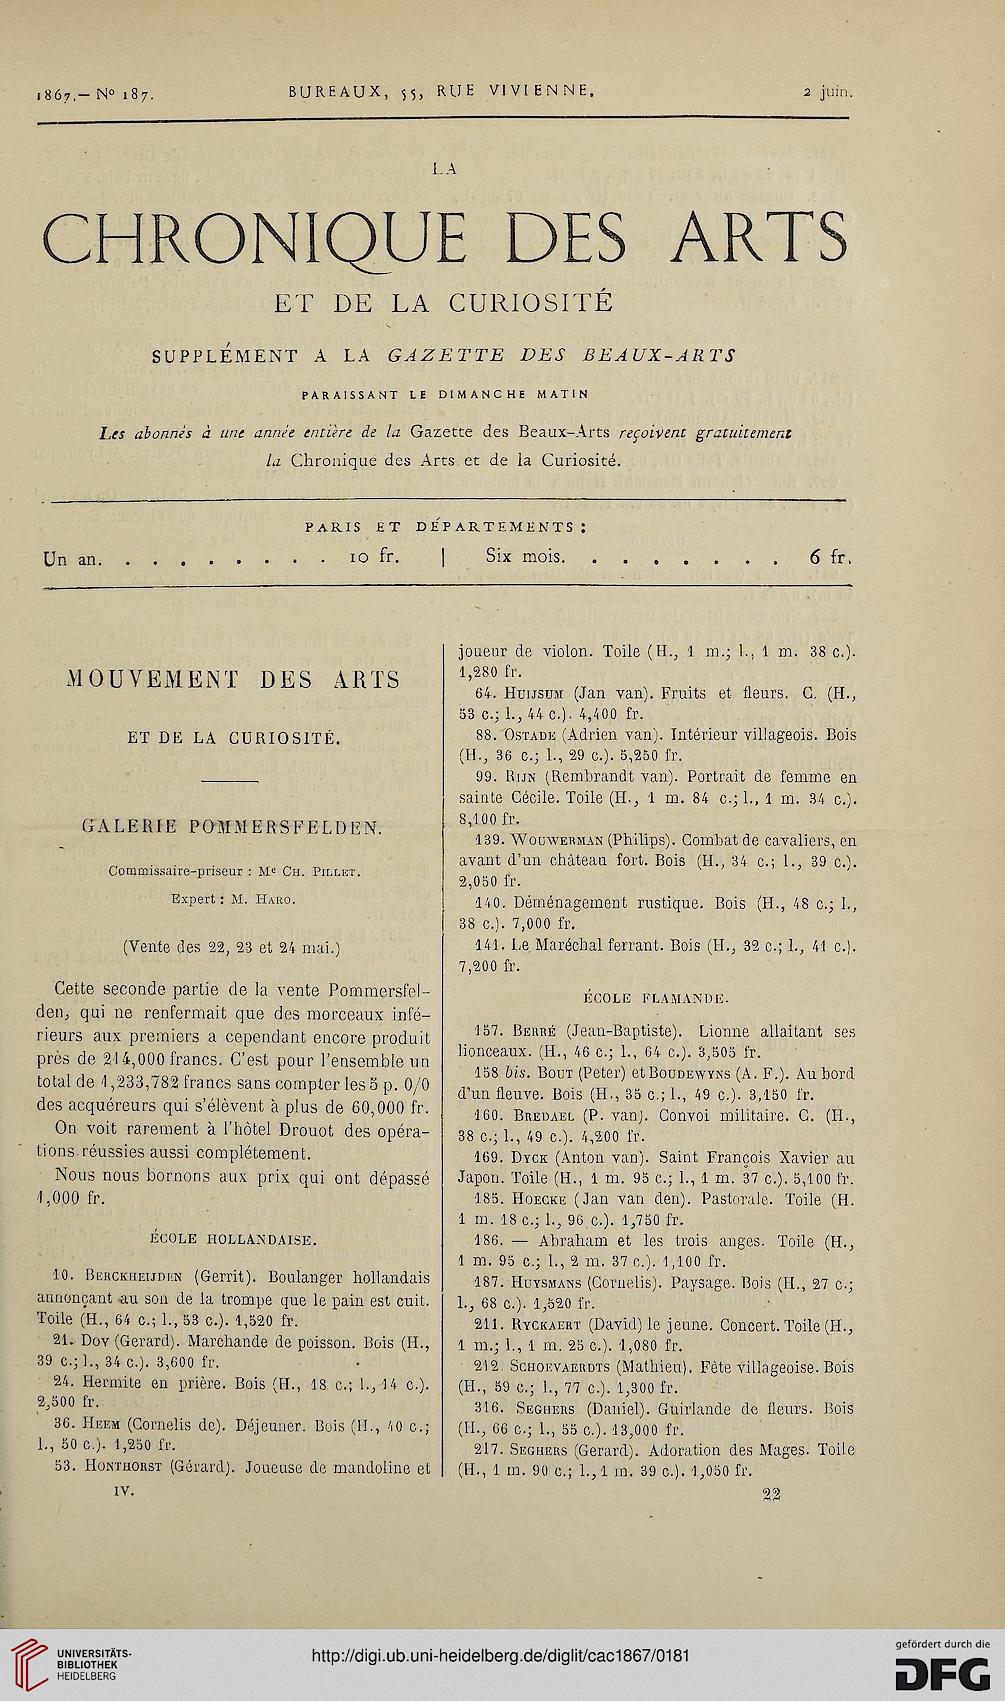 1867.— Nº 187.
BUREAUX, 55, RUE VIVIENNE.
2 juin.
LA
CHRONIQUE DES ARTS
ET DE LA CURIOSITÉ
SUPPLÉMENT A LA GAZETTE DES BEAUX-ARTS
PARAISSANT LE DIMANCHE MATIN
Les abonnés à une année entière de la Gazette des Beaux-Arts reçoivent gratuitement
la Chronique des Arts et de la Curiosité.
PARIS ET DÉPARTEMENTS :
Un an. . . . . . . . . 10 fr. | Six mois. . . . . . . . 6 fr.
MOUVEMENT DES ARTS
ET DE LA CURIOSITÉ.
GALERIE POMMERSFELDEN.
Commissaire-priseur : Me CH. PILLET.
Expert : M. HARO.
(Vente des 22, 23 et 24 mai.)
Cette seconde partie de la vente Pommersfel-
den, qui ne renfermait que des morceaux infé-
rieurs aux premiers a cependant encore produit
près de 214,000 francs. C'est pour l'ensemble un
total de 1,233,782 francs sans compter les 5 p. 0/0
des acquéreurs qui s'élèvent à plus de 60,000 fr.
On voit rarement à l'hôtel Drouot des opéra-
tions réussies aussi complétement.
Nous nous bornons aux prix qui ont dépassé
1,000 fr.
ÉCOLE HOLLANDAISE.
10. BERCKHEIJDEN (Gerrit). Boulanger hollandais
annonçant au son de la trompe que le pain est cuit.
Toile (H., 64 c.; l., 53 c.). 1,520 fr.
21. DOV (Gerard). Marchande de poisson. Bois (H.,
39 c.; l., 34 c.). 3,600 fr.
24. Hermite en prière. Bois (H., 18 c.; l., 14 c.).
2,500 fr.
36. HEEM (Cornelis de). Déjeuner. Bois (H., 40 c.;
l., 50 c.). 1,250 fr.
53. HONTHORST (Gérard). Joueuse de mandoline et
IV.
joueur de violon. Toile (H., 1 m.; l., 1 m. 38 c.).
1,280 fr.
64. HUIJSUM (Jan van). Fruits et fleurs. C. (H.,
53 c.; l., 44 c.). 4,400 fr.
88. OSTADE (Adrien van). Intérieur villageois. Bois
(H., 36 c.; l., 29 c.). 5,250 fr.
99. RIJN (Rembrandt van). Portrait de femme en
sainte Cécile. Toile (H., 1 m. 84 c.; l., 1 m. 34 c.).
8,100 fr.
139. WOUWERMAN (Philips). Combat de cavaliers, en
avant d'un château fort. Bois (H., 34 c.; l., 39 c.).
2,050 fr.
140. Déménagement rustique. Bois (H., 48 c.; l.,
38 c.). 7,000 fr.
141. Le Maréchal ferrant. Bois (H., 32 c.; l., 41 c.).
7,200 fr.
ÉCOLE FLAMANDE.
157. BERRÉ (Jean-Baptiste). Lionne allaitant ses
lionceaux. (H., 46 c.; l., 64 c.). 3,505 fr.
158 bis. BOUT (Peter) et BOUDEWYNS (A. F.). Au bord
d'un fleuve. Bois (H., 35 c.; l., 49 c.). 3,150 fr.
160. BREDAEL (P. van). Convoi militaire. C. (H.,
38 c.; l., 49 c.). 4,200 fr.
169. DYCK (Anton van). Saint François Xavier au
Japon. Toile (H., 1 m. 95 c.; l., 1 m. 37 c.). 5,100 fr.
185. HOECKE (Jan van den). Pastorale. Toile (H.
1 m. 18 c.; l., 96 c.). 1,750 fr.
186. — Abraham et les trois anges. Toile (H.,
1 m. 95 c.; l., 2 m. 37 c.). 1,100 fr.
187. HUYSMANS (Cornelis). Paysage. Bois (H., 27 c.;
l., 68 c.). 1,520 fr.
211. RYCKAERT (David) le jeune. Concert. Toile (H.,
1 m.; l., 1 m. 25 c.). 1,080 fr.
212. SCHOEVAERDTS (Mathieu). Fète villageoise. Bois
(H., 59 c.; l., 77 c.). 1,300 fr.
316. SEGHERS (Daniel). Guirlande de fleurs. Bois
(H., 66 c.; l., 55 c.). 13,000 fr.
217. SEGHERS (Gerard). Adoration des Mages. Toile
(H., 1 m. 90 c.; l., 1 m. 39 c.). 1,050 fr.
22
UNIVERSITÄTS-
BIBLIOTHEK
HEIDELBERG
http://digi.ub.uni-heidelberg.de/diglit/cac1867/0181
gefördert durch die
DFG